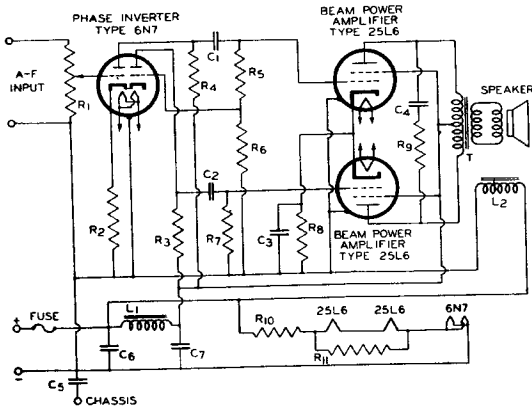 PHASE INVERTER
TYPE 6N7
BEAM POWER
AMPLIFIER
TYPE 25L6
A-F
INPUT
R1
C1
R4
R5
C4
SPEAKER
R6
R9
T
L2
C2
R2
R3
R7
C3
R8
BEAM POWER
AMPLIFIER
TYPE 25L6
+
FUSE
L1
R10
25L6
25L6
6N7
C6
C7
R11
-
C5
CHASSIS